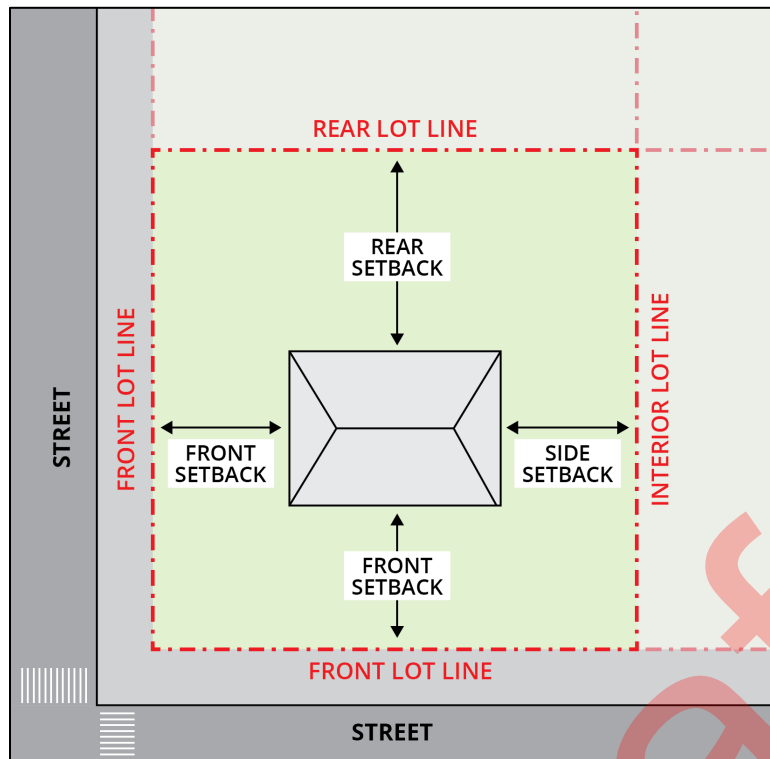 REAR LOT LINE
REAR
SETBACK
FRONT LOT LINE
INTERIOR LOT LINE
STREET
FRONT
SETBACK
SIDE
SETBACK
FRONT
SETBACK
FRONT LOT LINE
STREET